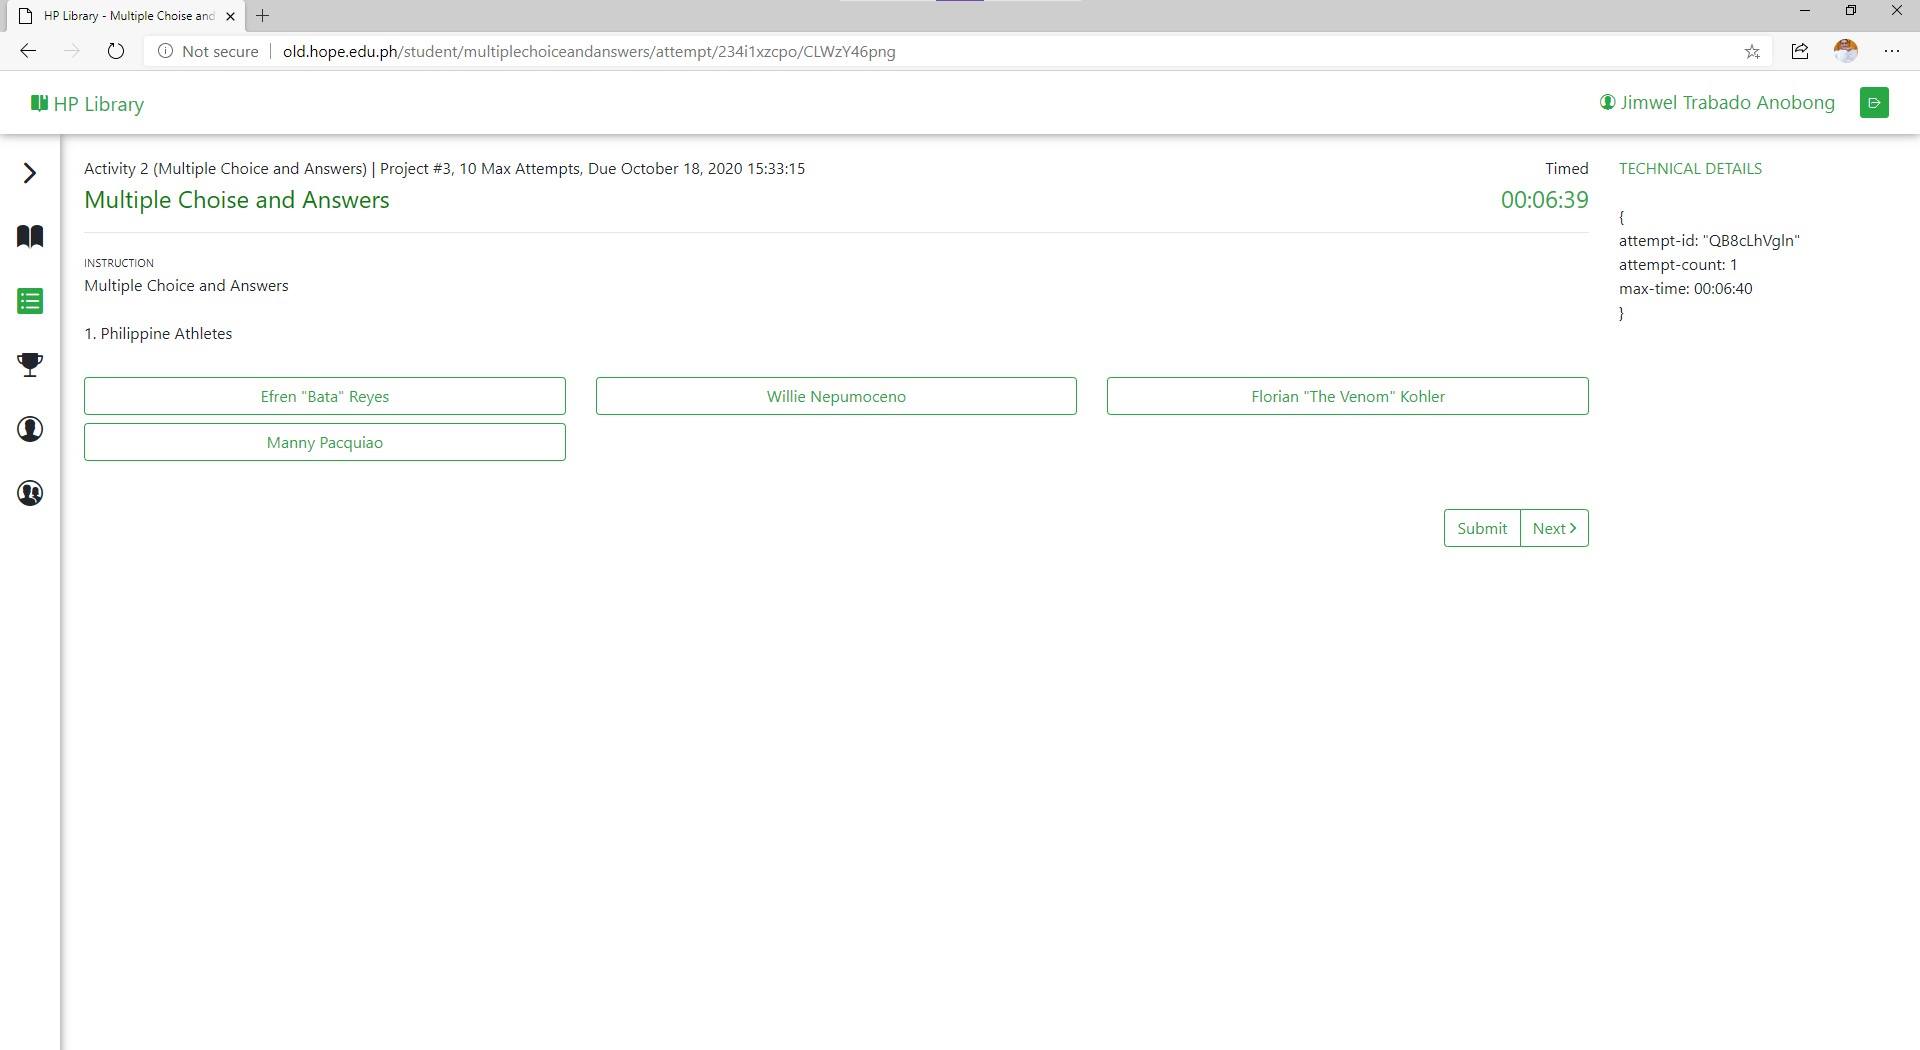 HP Library - Multiple Choise and
Not secure
old.hope.edu.ph/student/multiplechoiceandanswers/attempt/234i1xzcpo/CLWzY46png
HP Library
Jimwel Trabado Anobong
Activity 2 (Multiple Choice and Answers) | Project #3, 10 Max Attempts, Due October 18, 2020 15:33:15
Timed
Multiple Choise and Answers
00:06:39
INSTRUCTION
Multiple Choice and Answers
1. Philippine Athletes
Efren "Bata" Reyes
Willie Nepumoceno
Florian "The Venom" Kohler
Manny Pacquiao
Submit
Next
TECHNICAL DETAILS
{
attempt-id: "QB8cLhVgln"
attempt-count: 1
max-time: 00:06:40
}